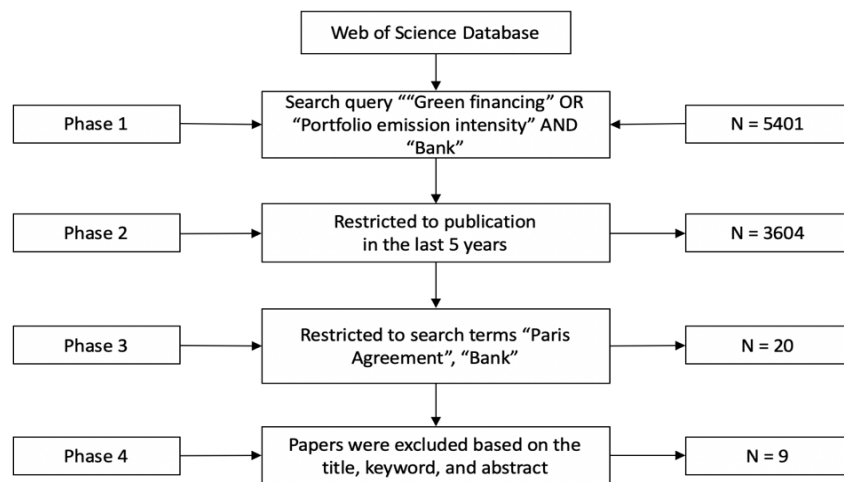 Web of Science Database
Phase 1
Search query ““Green financing” OR
“Portfolio emission intensity” AND
“Bank”
N = 5401
Phase 2
Restricted to publication
in the last 5 years
N = 3604
Phase 3
Restricted to search terms “Paris
Agreement”, “Bank”
N = 20
Phase 4
Papers were excluded based on the
title, keyword, and abstract
N = 9